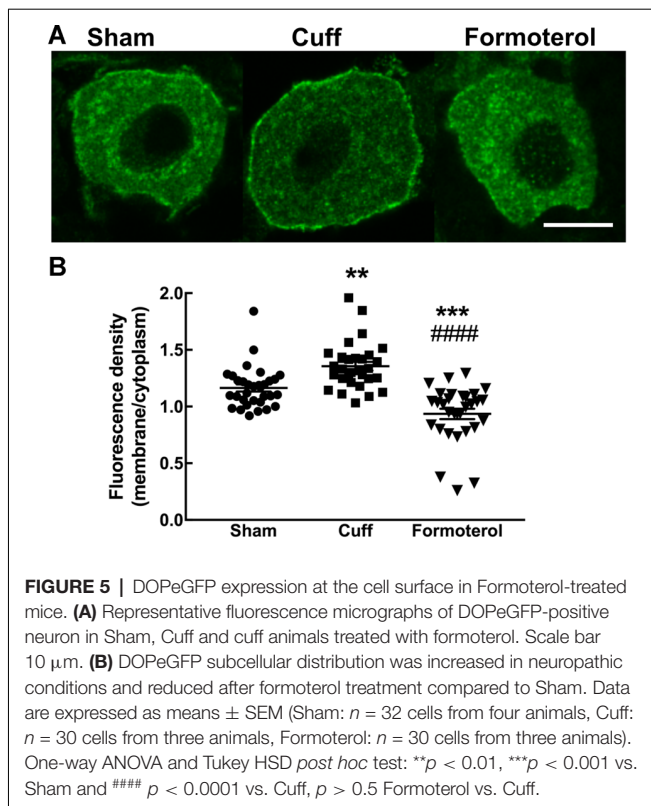 A
Sham Cuff Formoterol
B
**
***
####
2.0
1.5
1.0
0.5
0.0
Fluorescence density
(membrane/cytoplasm)
Sham Cuff Formoterol
FIGURE 5 | DOPeGFP expression at the cell surface in Formoterol-treated
mice. (A) Representative fluorescence micrographs of DOPeGFP-positive
neuron in Sham, Cuff and cuff animals treated with formoterol. Scale bar
10 μm. (B) DOPeGFP subcellular distribution was increased in neuropathic
conditions and reduced after formoterol treatment compared to Sham. Data
are expressed as means ± SEM (Sham: n = 32 cells from four animals, Cuff:
n = 30 cells from three animals, Formoterol: n = 30 cells from three animals).
One-way ANOVA and Tukey HSD post hoc test: **p < 0.01, ***p < 0.001 vs.
Sham and #### p < 0.0001 vs. Cuff, p > 0.5 Formoterol vs. Cuff.